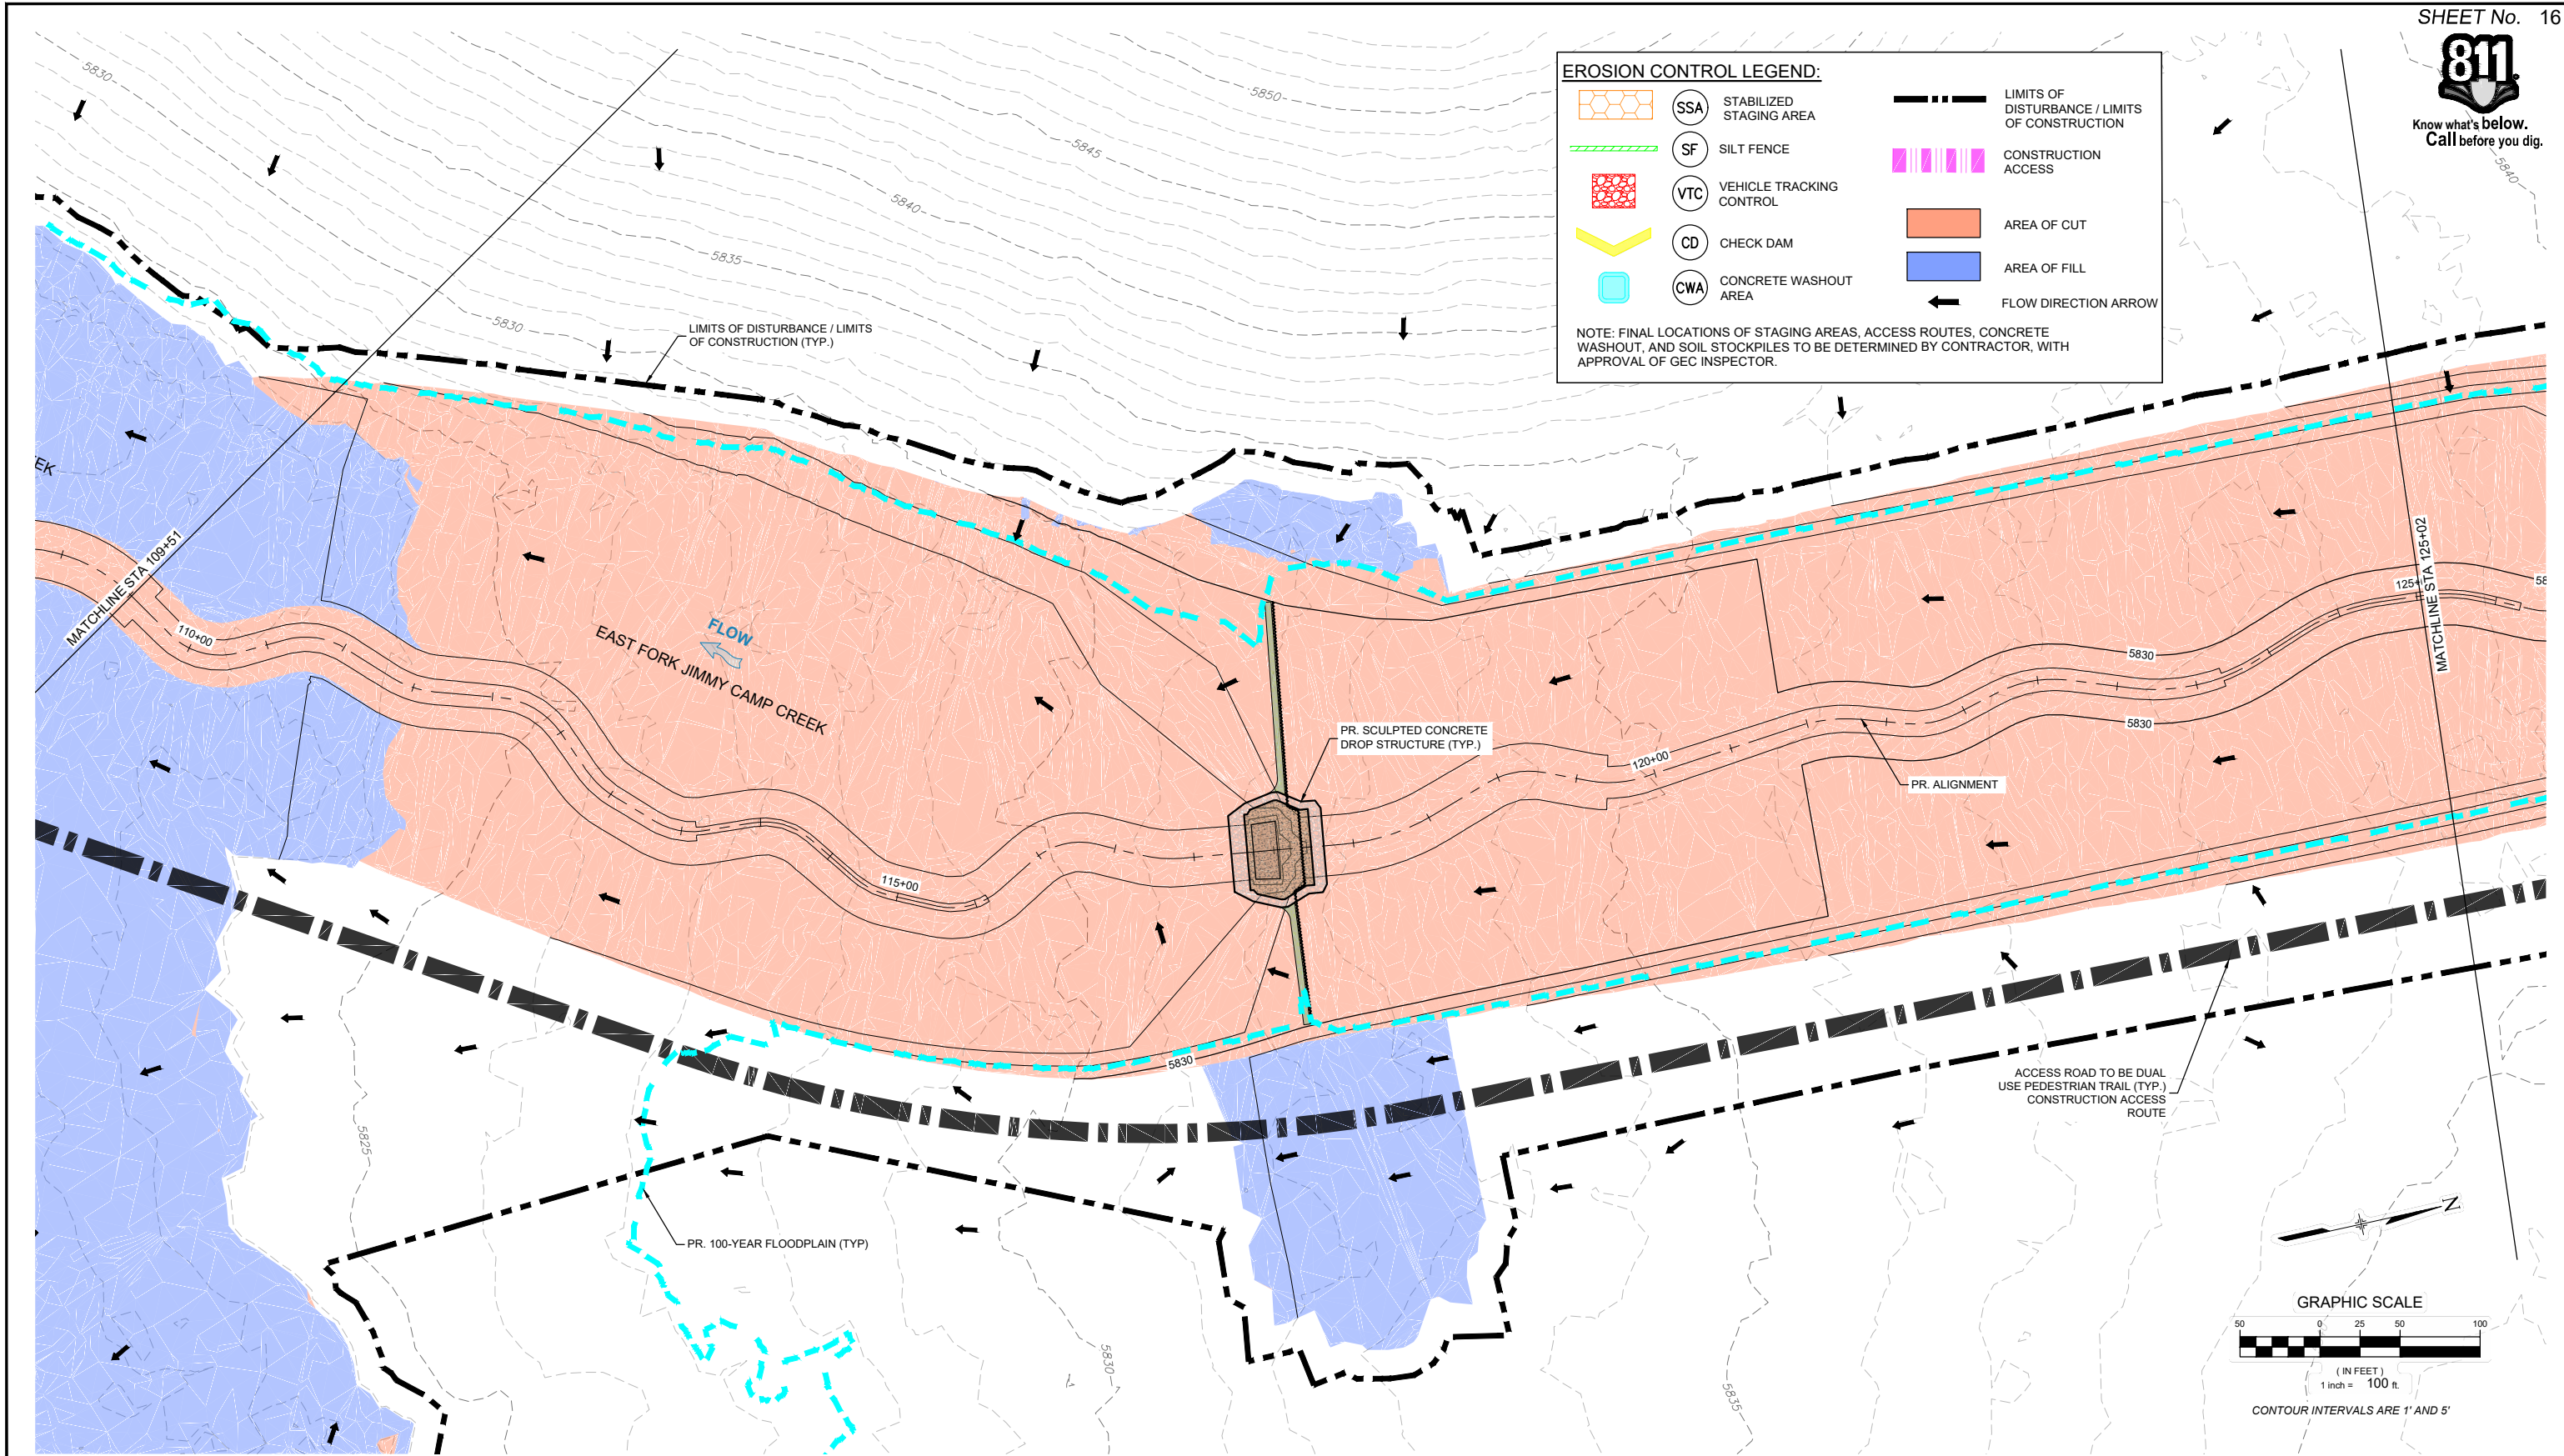 SHEET No. 16
811
Know what's below.
Call before you dig.
EROSION CONTROL LEGEND:
SSA
STABILIZED
STAGING AREA
SF
SILT FENCE
VTC
VEHICLE TRACKING
CONTROL
CD
CHECK DAM
CWA
CONCRETE WASHOUT
AREA
LIMITS OF
DISTURBANCE / LIMITS
OF CONSTRUCTION
CONSTRUCTION
ACCESS
AREA OF CUT
AREA OF FILL
FLOW DIRECTION ARROW
NOTE: FINAL LOCATIONS OF STAGING AREAS, ACCESS ROUTES, CONCRETE
WASHOUT, AND SOIL STOCKPILES TO BE DETERMINED BY CONTRACTOR, WITH
APPROVAL OF GEC INSPECTOR.
5830
5850
5845
5840
5835
5830
5840
LIMITS OF DISTURBANCE / LIMITS
OF CONSTRUCTION (TYP.)
EEK
MATCHLINE STA 109+51
110+00
FLOW
EAST FORK JIMMY CAMP CREEK
115+00
PR. SCULPTED CONCRETE
DROP STRUCTURE (TYP.)
120+00
PR. ALIGNMENT
5830
5830
125+
MATCHLINE STA 125+02
58
5830
5825
5830
5835
PR. 100-YEAR FLOODPLAIN (TYP)
ACCESS ROAD TO BE DUAL
USE PEDESTRIAN TRAIL (TYP.)
CONSTRUCTION ACCESS
ROUTE
N
GRAPHIC SCALE
50 0 25 50 100
( IN FEET )
1 inch = 100 ft.
CONTOUR INTERVALS ARE 1' AND 5'